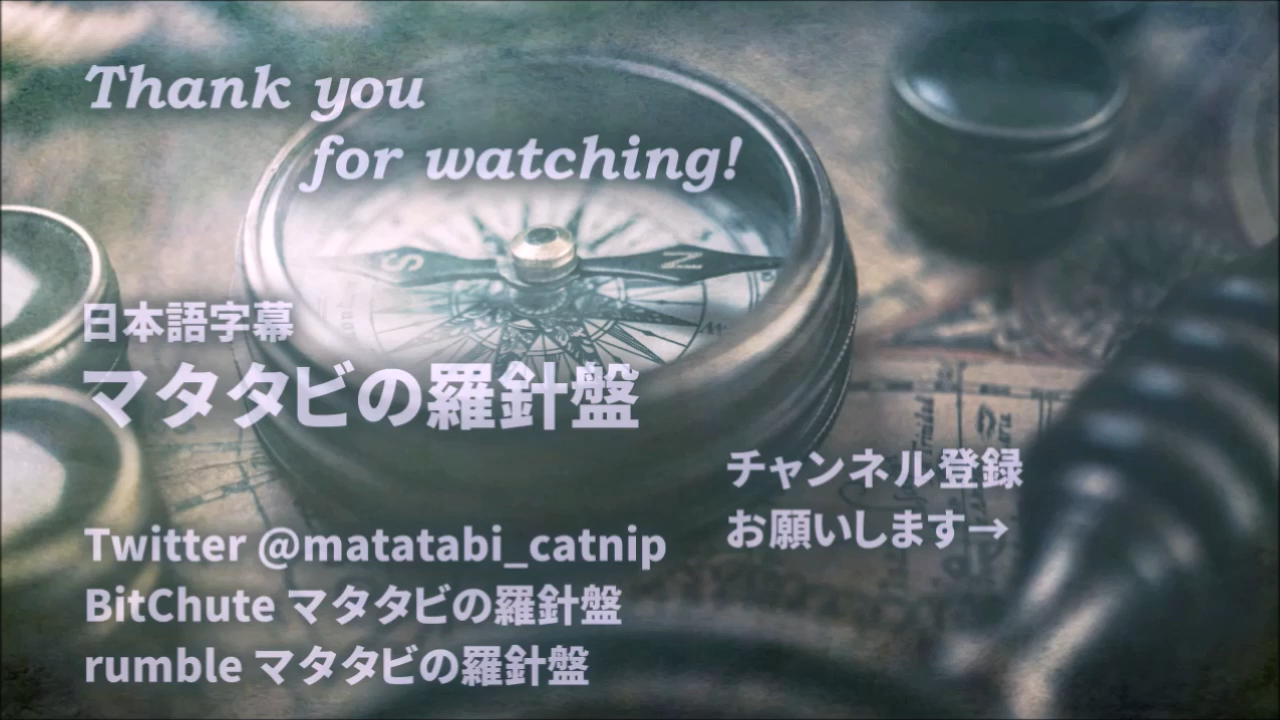 Thank you
for watching!
S
N
日本語字幕
マタタビの羅針盤
チャンネル登録
お願いします→
Twitter @matatabi_catnip
BitChute マタタビの羅針盤
rumble マタタビの羅針盤